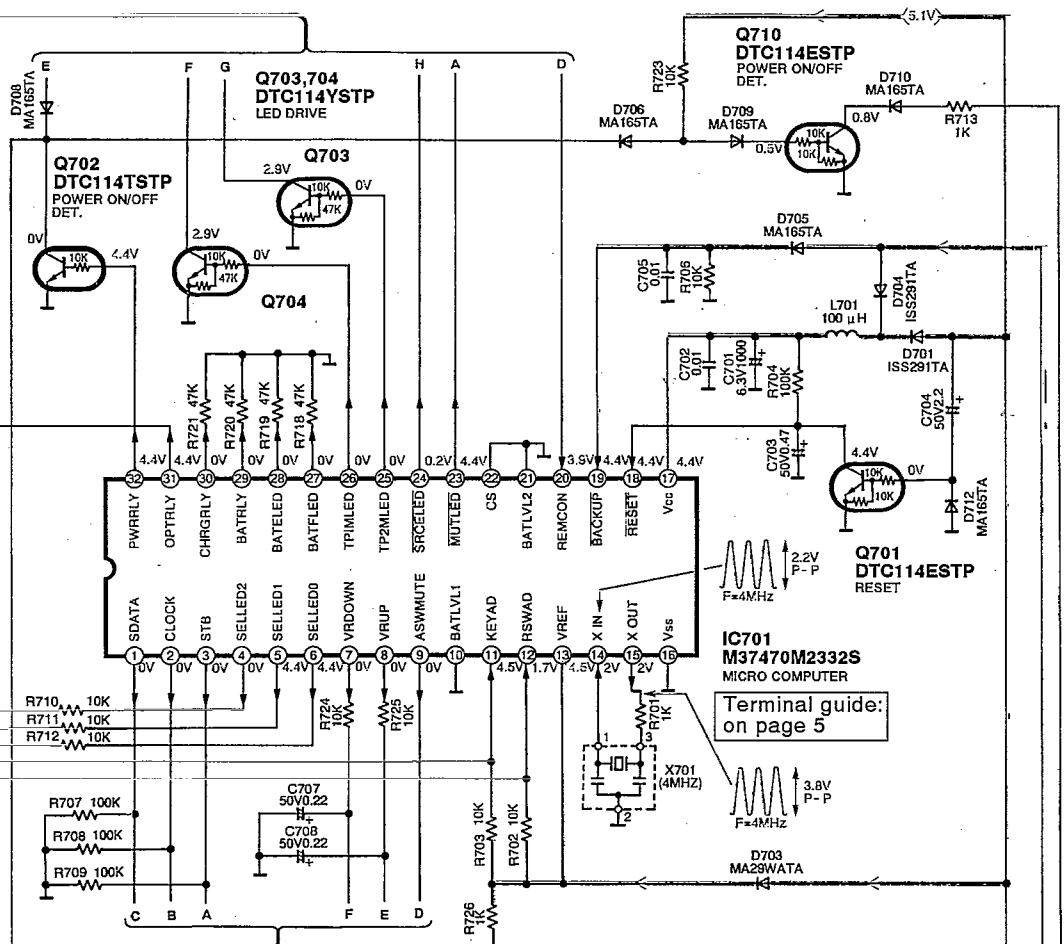 (5.1V)
Q710
DTC114ESTP
POWER ON/OFF
DET.
E
F
G
H
A
D
D708
MA165TA
Q703,704
DTC114YSTP
LED DRIVE
R723
10K
D706
MA165TA
D709
MA165TA
D710
MA165TA
0.8V
R713
1K
0.5V
10K
10K
Q702
DTC114TSTP
POWER ON/OFF
DET.
Q703
2.9V
0V
10K
47K
0V
4.4V
10K
2.9V
0V
10K
47K
Q704
D705
MA165TA
C705
0.01
R706
10K
D704
ISS291TA
L701
100 μH
D701
ISS291TA
C702
0.01
C701
6.3V1000
R704
100K
C704
50V2.2
C703
50V0.47
4.4V
0V
10K
10K
D712
MA165TA
Q701
DTC114ESTP
RESET
R721 47K
R720 47K
R719 47K
R718 47K
4.4V 4.4V 0V 0V 0V 0V 0V 0V 0.2V 4.4V 3.9V 4.4V 4.4V 4.4V
32 31 30 29 28 27 26 25 24 23 22 21 20 19 18 17
PWRRLY
OPTRLY
CHRGRLY
BATRLY
BATELED
BATFLED
TPIMLED
TP2MLED
SRCELED
MUTLED
CS
BATLVL2
REMCON
BACKUP
RESET
Vcc
2.2V
P-P
F=4MHz
SDATA
CLOCK
STB
SELLED2
SELLED1
SELLED0
VRDOWN
VRUP
ASWMUTE
BATLVL1
KEYAD
RSWAD
VREF
X IN
X OUT
Vss
1 2 3 4 5 6 7 8 9 10 11 12 13 14 15 16
0V 0V 0V 0V 4.4V 4.4V 0V 0V 0V 4.5V 1.7V 4.5V 2V 2V
IC701
M37470M2332S
MICRO COMPUTER
Terminal guide:
on page 5
R710 10K
R711 10K
R712 10K
R724
10K
R725
10K
R701
1K
1
3
X701
(4MHZ)
2
3.8V
P-P
F=4MHz
R707 100K
R708 100K
R709 100K
C707
50V0.22
C708
50V0.22
R703 10K
R702 10K
D703
MA29WATA
R726
1K
C
B
A
F
E
D